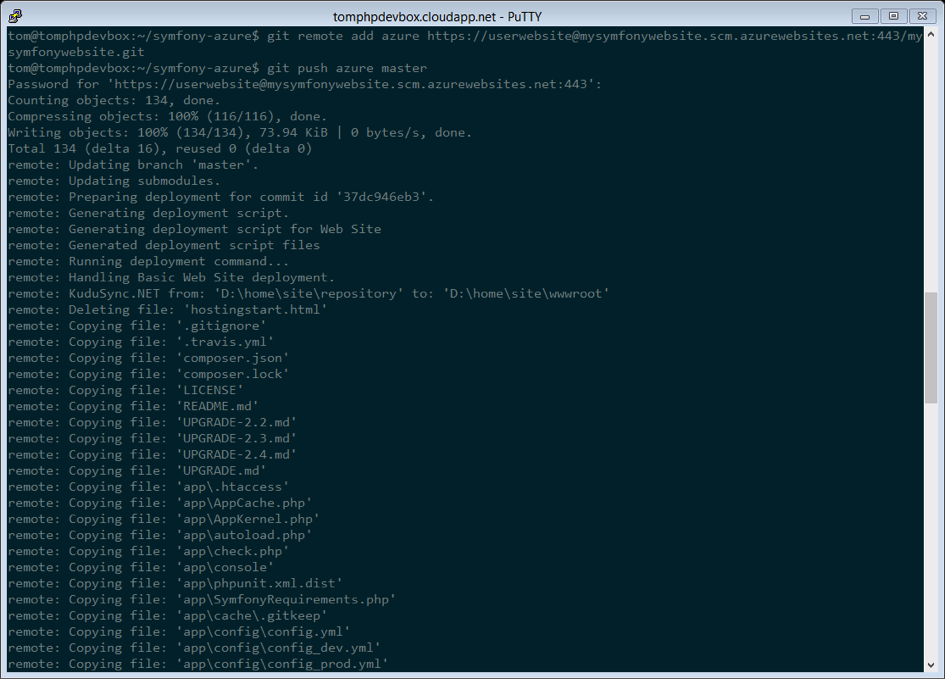 tomphpdevbox.cloudapp.net - PuTTY
tom@tomphpdevbox:~/symfony-azure$ git remote add azure https://userwebsite@mysymfonywebsite.scm.azurewebsites.net:443/my
symfonywebsite.git
tom@tomphpdevbox:~/symfony-azure$ git push azure master
Password for 'https://userwebsite@mysymfonywebsite.scm.azurewebsites.net:443':
Counting objects: 134, done.
Compressing objects: 100% (116/116), done.
Writing objects: 100% (134/134), 73.94 KiB | 0 bytes/s, done.
Total 134 (delta 16), reused 0 (delta 0)
remote: Updating branch 'master'.
remote: Updating submodules.
remote: Preparing deployment for commit id '37dc946eb3'.
remote: Generating deployment script.
remote: Generating deployment script for Web Site
remote: Generated deployment script files
remote: Running deployment command...
remote: Handling Basic Web Site deployment.
remote: KuduSync.NET from: 'D:\home\site\repository' to: 'D:\home\site\wwwroot'
remote: Deleting file: 'hostingstart.html'
remote: Copying file: '.gitignore'
remote: Copying file: '.travis.yml'
remote: Copying file: 'composer.json'
remote: Copying file: 'composer.lock'
remote: Copying file: 'LICENSE'
remote: Copying file: 'README.md'
remote: Copying file: 'UPGRADE-2.2.md'
remote: Copying file: 'UPGRADE-2.3.md'
remote: Copying file: 'UPGRADE-2.4.md'
remote: Copying file: 'UPGRADE.md'
remote: Copying file: 'app\.htaccess'
remote: Copying file: 'app\AppCache.php'
remote: Copying file: 'app\AppKernel.php'
remote: Copying file: 'app\autoload.php'
remote: Copying file: 'app\check.php'
remote: Copying file: 'app\console'
remote: Copying file: 'app\phpunit.xml.dist'
remote: Copying file: 'app\SymfonyRequirements.php'
remote: Copying file: 'app\cache\.gitkeep'
remote: Copying file: 'app\config\config.yml'
remote: Copying file: 'app\config\config_dev.yml'
remote: Copying file: 'app\config\config_prod.yml'